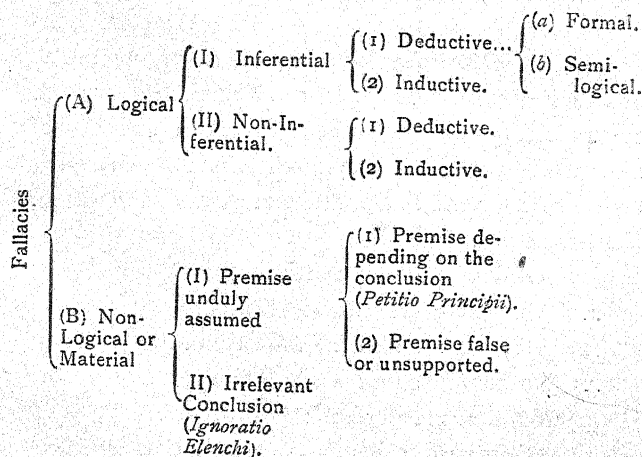 Fallacies
(A) Logical
(I) Inferential
(1) Deductive...
(a) Formal.
(b) Semi-
logical.
(2) Inductive.
(II) Non-In-
ferential.
(1) Deductive.
(2) Inductive.
(B) Non-
Logical or
Material
(I) Premise
unduly
assumed
(1) Premise de-
pending on the
conclusion
(Petitio Principii).
(2) Premise false
or unsupported.
II) Irrelevant
Conclusion
(Ignoratio
Elenchi).